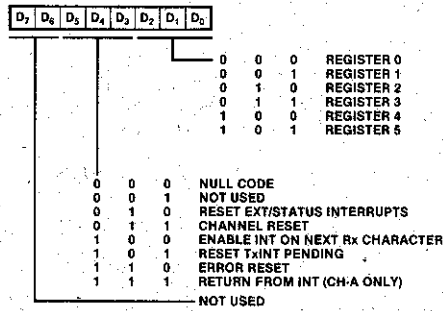 D7 D6 D5 D4 D3 D2 D1 D0
0 0 0 REGISTER 0
0 0 1 REGISTER 1
0 1 0 REGISTER 2
0 1 1 REGISTER 3
1 0 0 REGISTER 4
1 0 1 REGISTER 5
0 0 0 NULL CODE
0 0 1 NOT USED
0 1 0 RESET EXT/STATUS INTERRUPTS
0 1 1 CHANNEL RESET
1 0 0 ENABLE INT ON NEXT Rx CHARACTER
1 0 1 RESET TxINT PENDING
1 1 0 ERROR RESET
1 1 1 RETURN FROM INT (CH-A ONLY)
NOT USED